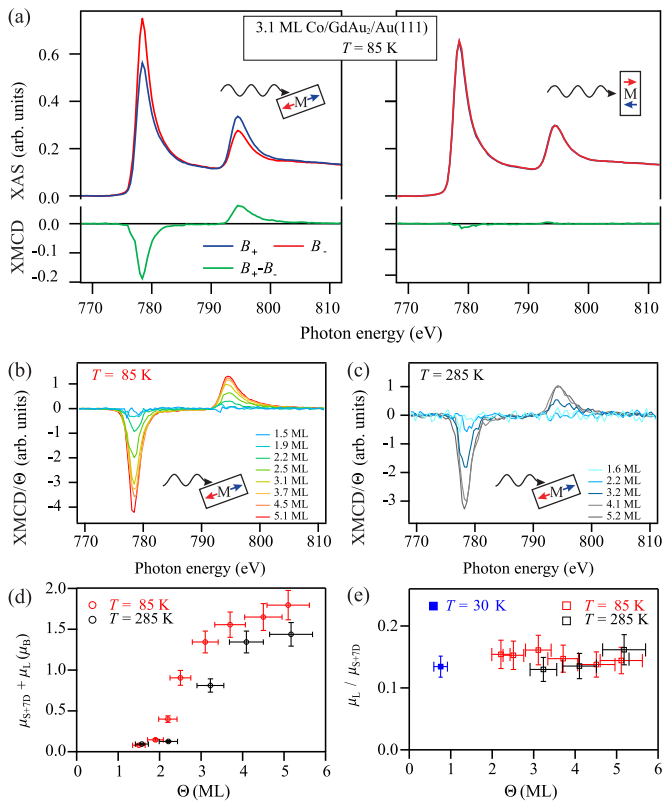 (a)
3.1 ML Co/GdAu₂/Au(111)
T = 85 K
XAS (arb. units)
0.6
0.4
0.2
0.0
M
M
XMCD
0.0
-0.1
-0.2
B₊ B₋
B₊-B₋
770 780 790 800 810
770 780 790 800 810
Photon energy (eV)
(b)
T = 85 K
XMCD/Θ (arb. units)
1
0
-1
-2
-3
-4
1.5 ML
1.9 ML
2.2 ML
2.5 ML
3.1 ML
3.7 ML
4.5 ML
5.1 ML
M
770 780 790 800 810
Photon energy (eV)
(c)
T = 285 K
XMCD/Θ (arb. units)
1
0
-1
-2
-3
1.6 ML
2.2 ML
3.2 ML
4.1 ML
5.2 ML
M
770 780 790 800 810
Photon energy (eV)
(d)
T = 85 K
T = 285 K
μS+7D + μL (μB)
2.0
1.5
1.0
0.5
0.0
0 1 2 3 4 5 6
Θ (ML)
(e)
T = 30 K
T = 85 K
T = 285 K
μL / μS+7D
0.2
0.1
0.0
0 1 2 3 4 5 6
Θ (ML)